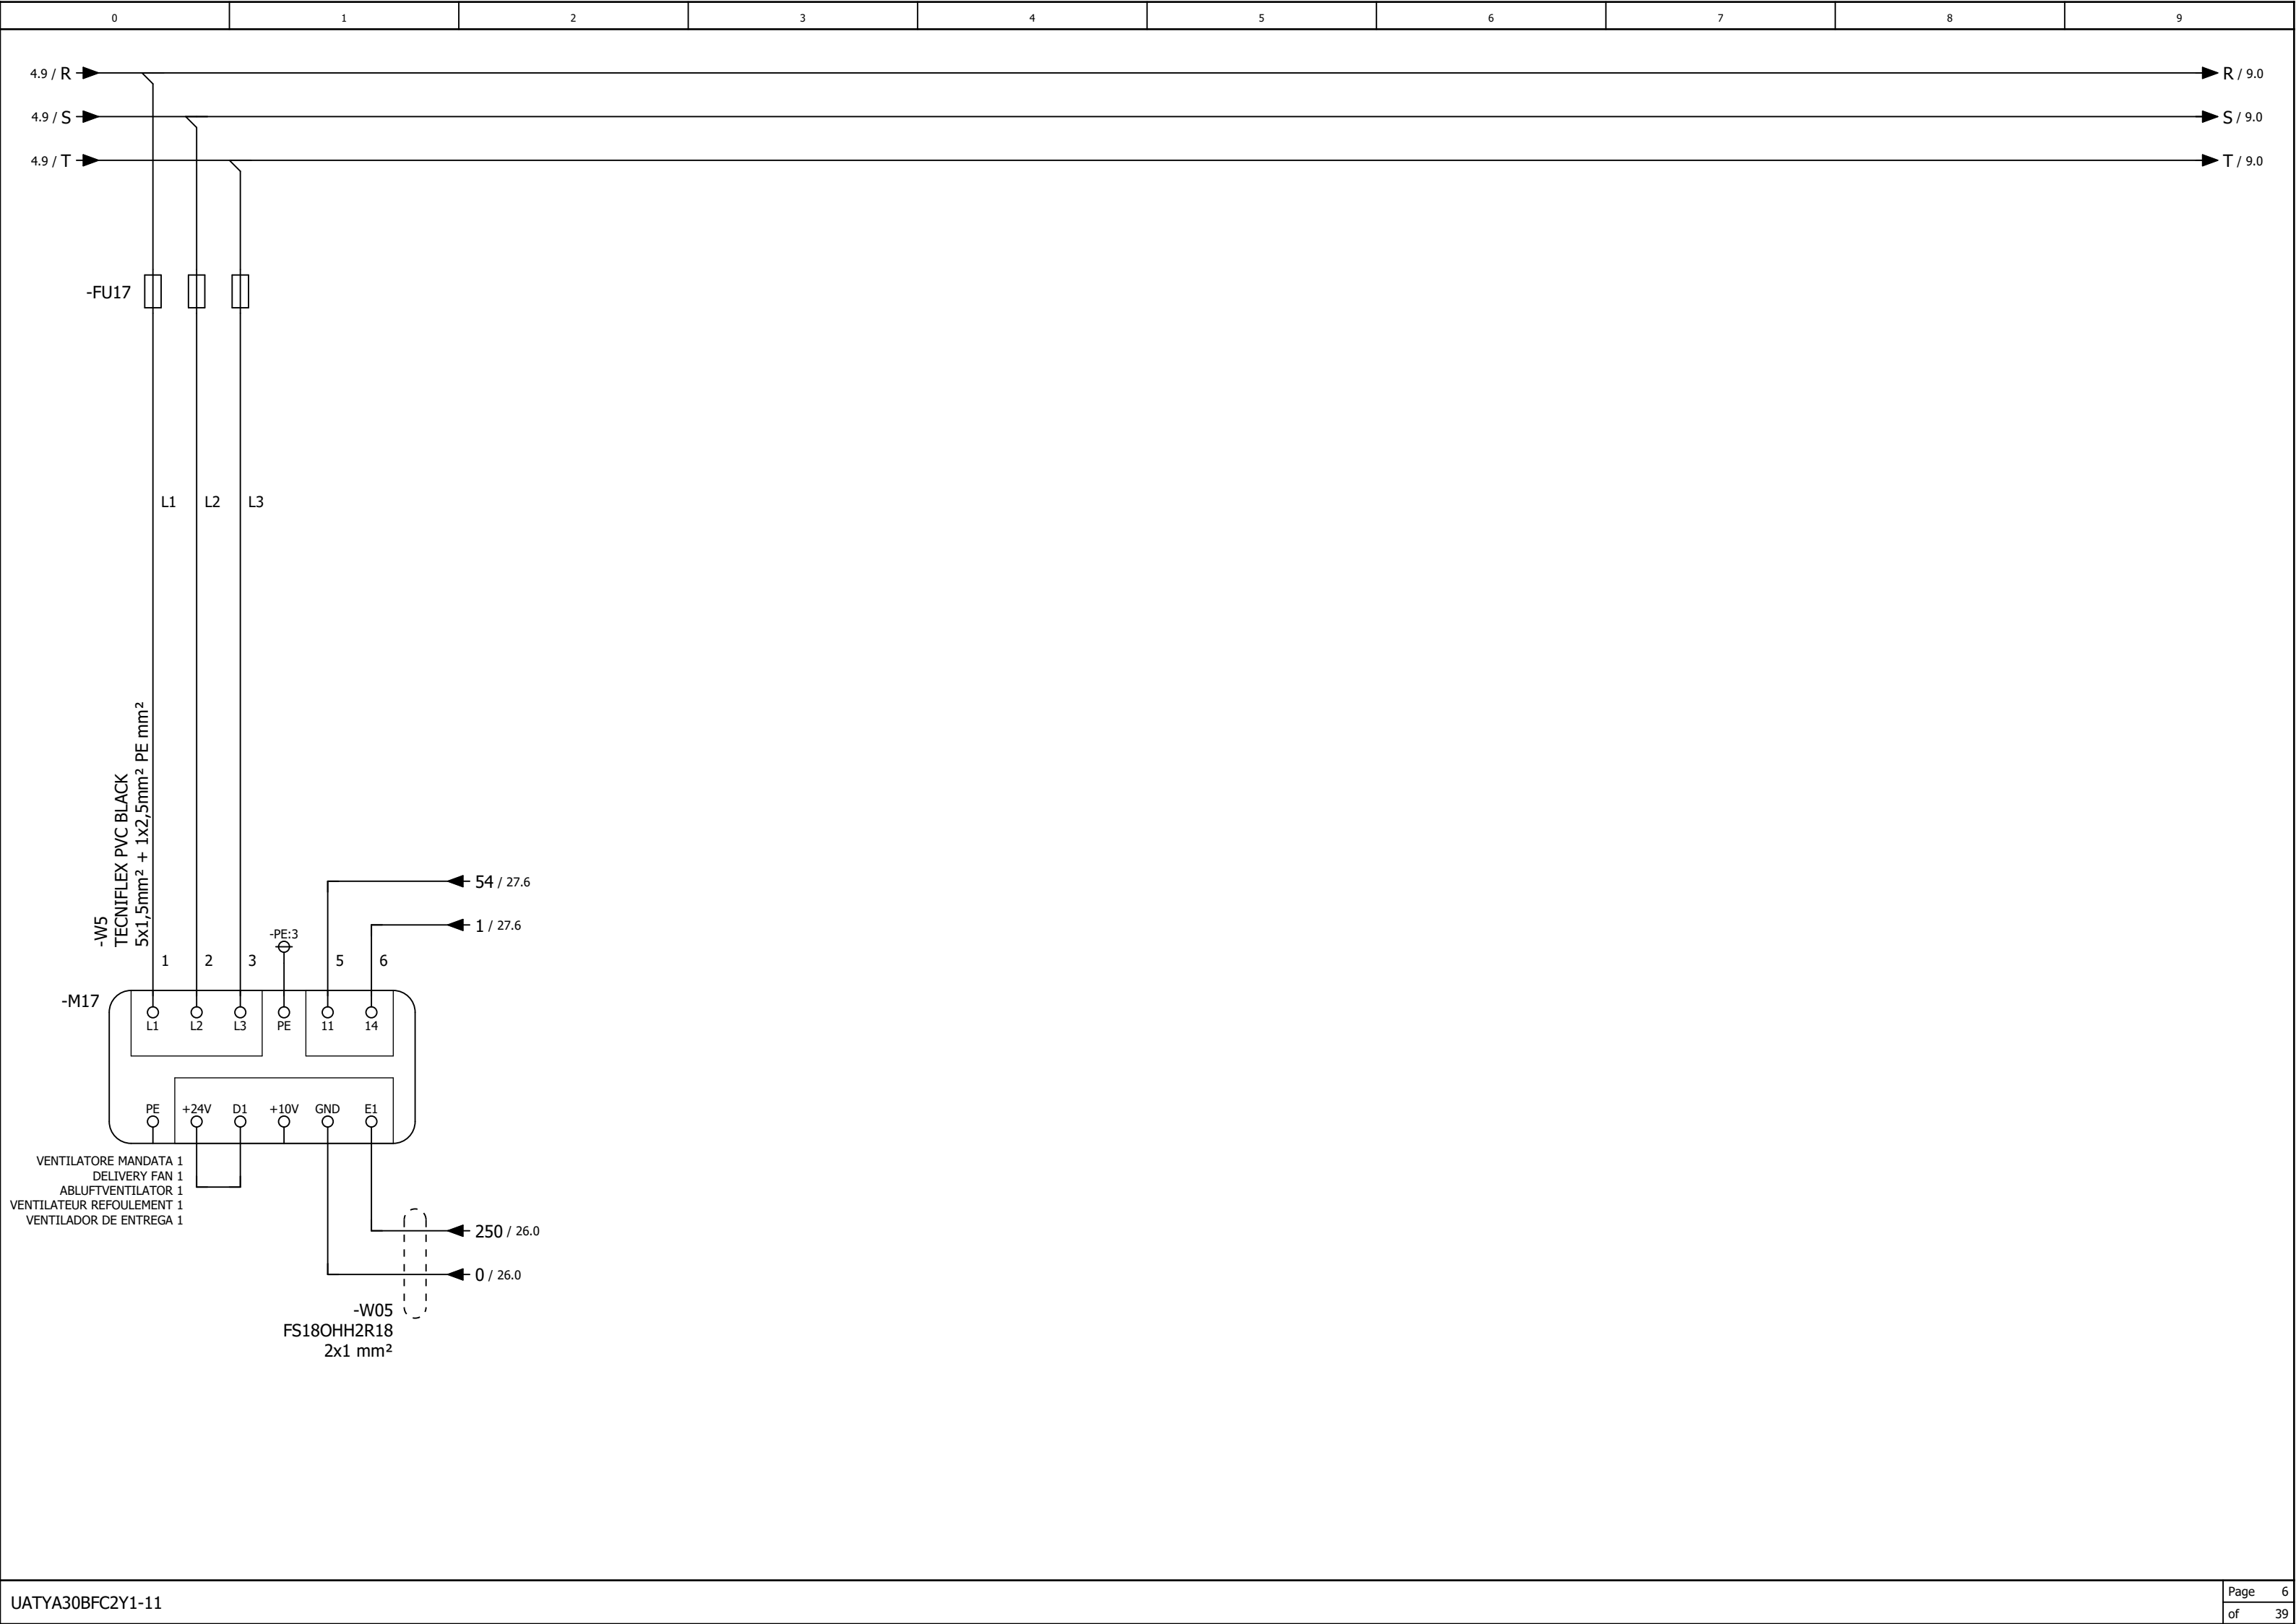 0 1 2 3 4 5 6 7 8 9
4.9 / R R / 9.0
4.9 / S S / 9.0
4.9 / T T / 9.0
-FU17
L1 L2 L3
-W5
TECNIFLEX PVC BLACK
5x1,5mm² + 1x2,5mm² PE mm²
54 / 27.6
1 / 27.6
-PE:3
1 2 3 5 6
-M17
L1 L2 L3 PE 11 14
PE +24V D1 +10V GND E1
VENTILATORE MANDATA 1
DELIVERY FAN 1
ABLUFTVENTILATOR 1
VENTILATEUR REFOULEMENT 1
VENTILADOR DE ENTREGA 1
250 / 26.0
0 / 26.0
-W05
FS18OHH2R18
2x1 mm²
UATYA30BFC2Y1-11
Page 6
of 39